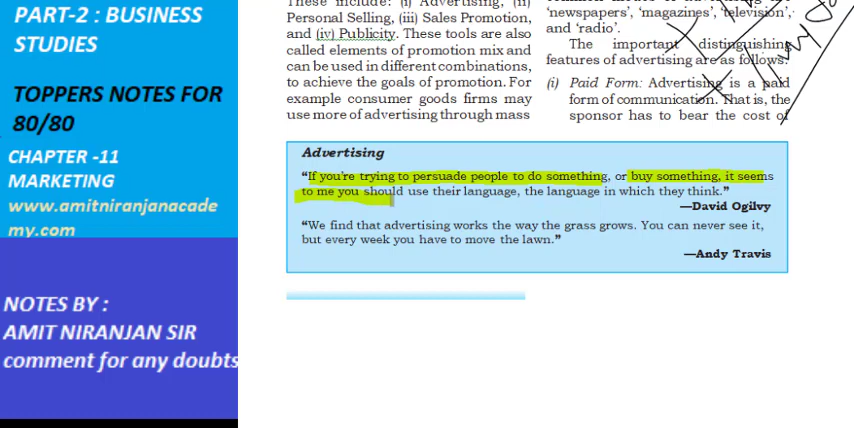 PART-2 : BUSINESS
STUDIES
TOPPERS NOTES FOR
80/80
CHAPTER -11
MARKETING
www.amitniranjanacade
my.com
NOTES BY :
AMIT NIRANJAN SIR
comment for any doubts
These include: (i) Advertising, (ii)
Personal Selling, (iii) Sales Promotion,
and (iv) Publicity. These tools are also
called elements of promotion mix and
can be used in different combinations,
to achieve the goals of promotion. For
example consumer goods firms may
use more of advertising through mass
'newspapers', 'magazines', 'television',
and 'radio'.
The important distinguishing
features of advertising are as follows:
(i) Paid Form: Advertising is a paid
form of communication. That is, the
sponsor has to bear the cost of
Advertising
“If you're trying to persuade people to do something, or buy something, it seems
to me you should use their language, the language in which they think.”
—David Ogilvy
“We find that advertising works the way the grass grows. You can never see it,
but every week you have to move the lawn.”
—Andy Travis